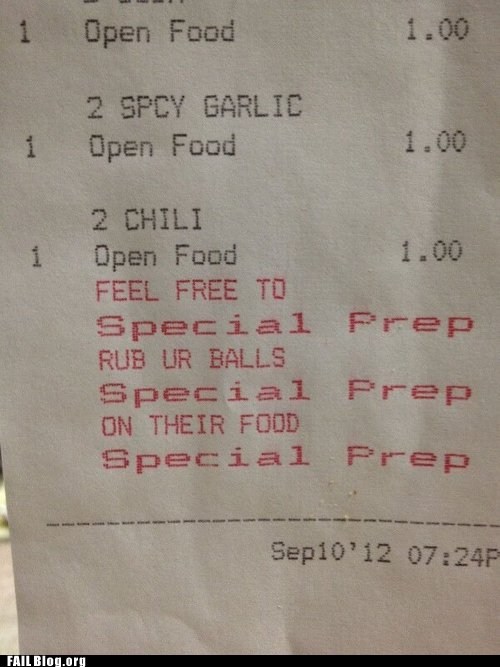 1 Open Food 1.00
2 SPCY GARLIC
1 Open Food 1.00
2 CHILI
1 Open Food 1.00
FEEL FREE TO
Special Prep
RUB UR BALLS
Special Prep
ON THEIR FOOD
Special Prep
Sep10'12 07:24P
FAILBlog.org